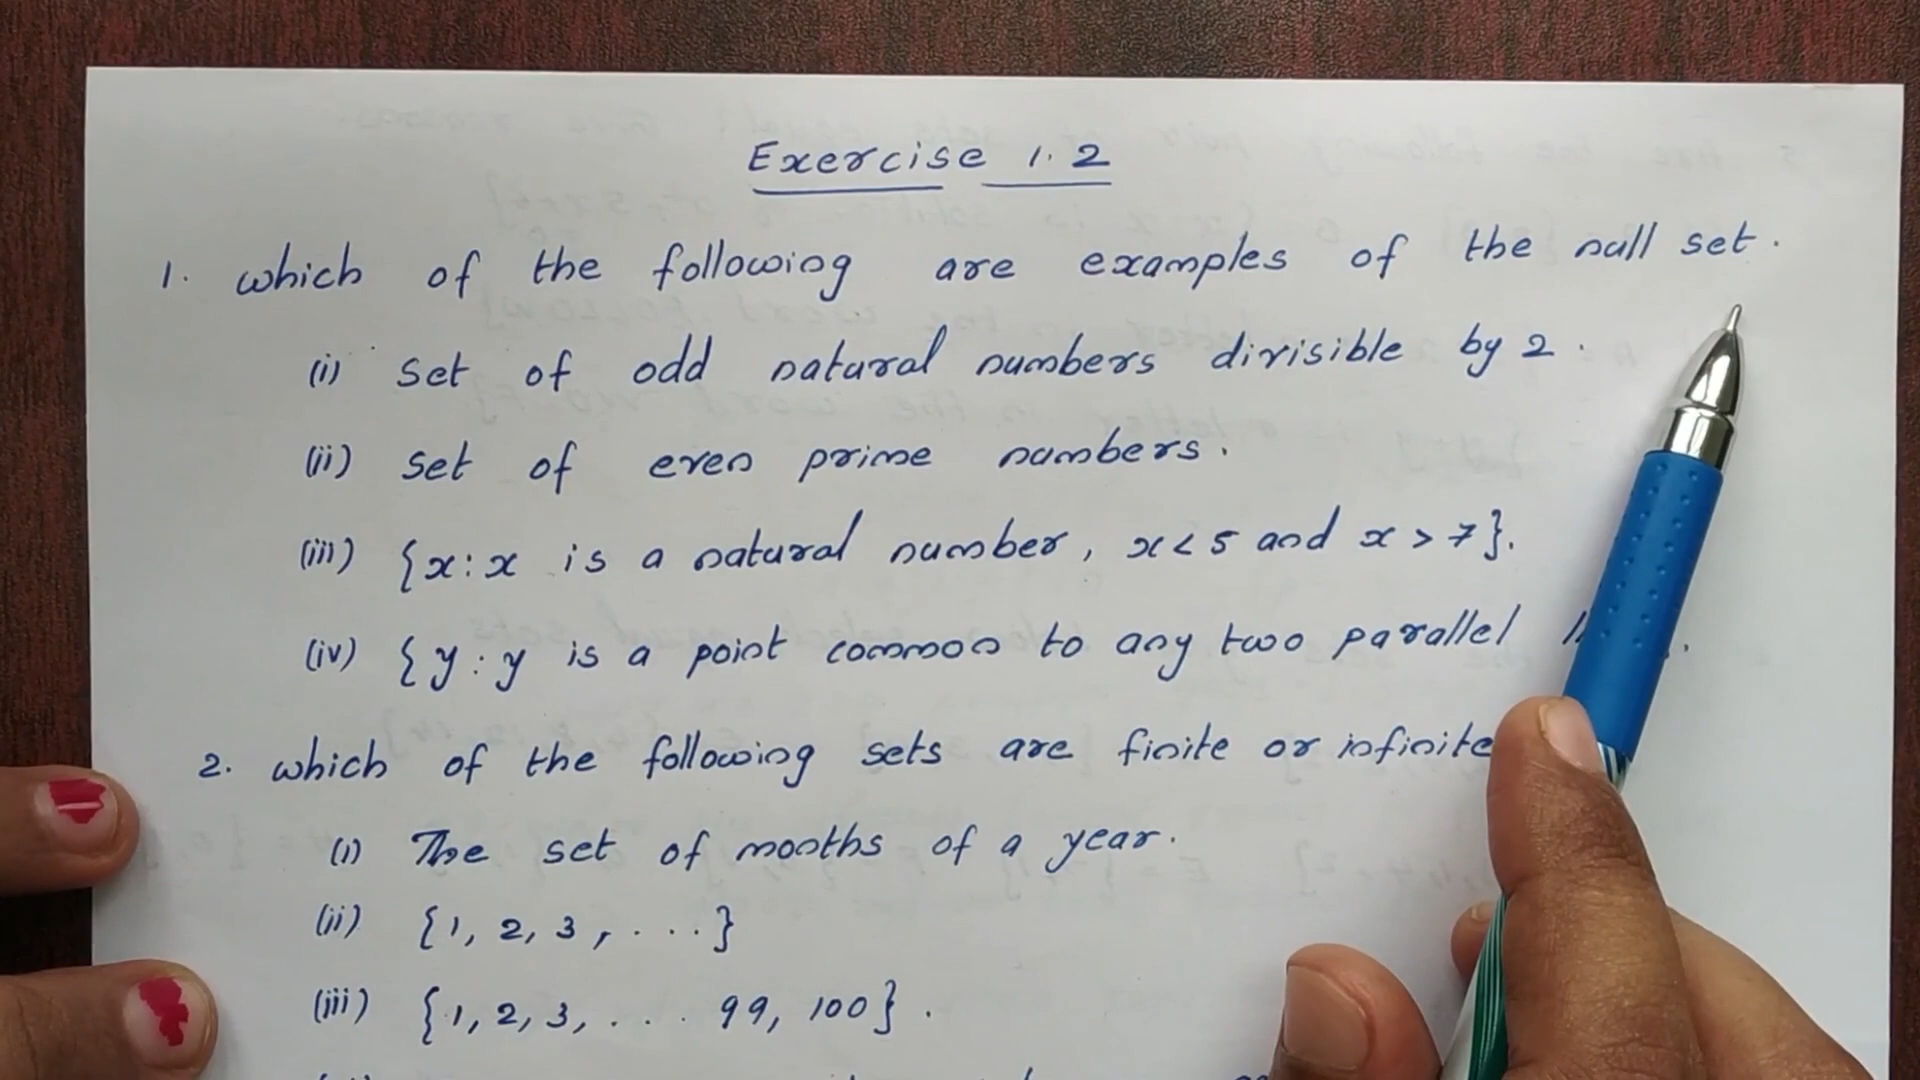 Exercise 1.2
1. which of the following are examples of the null set.
(i) set of odd natural numbers divisible by 2.
(ii) set of even prime numbers.
(iii) {x:x is a natural number, x<5 and x>7}.
(iv) {y:y is a point common to any two parallel
2. which of the following sets are finite or infinite
(i) The set of months of a year.
(ii) {1, 2, 3, ....}
(iii) {1, 2, 3, ... 99, 100}.